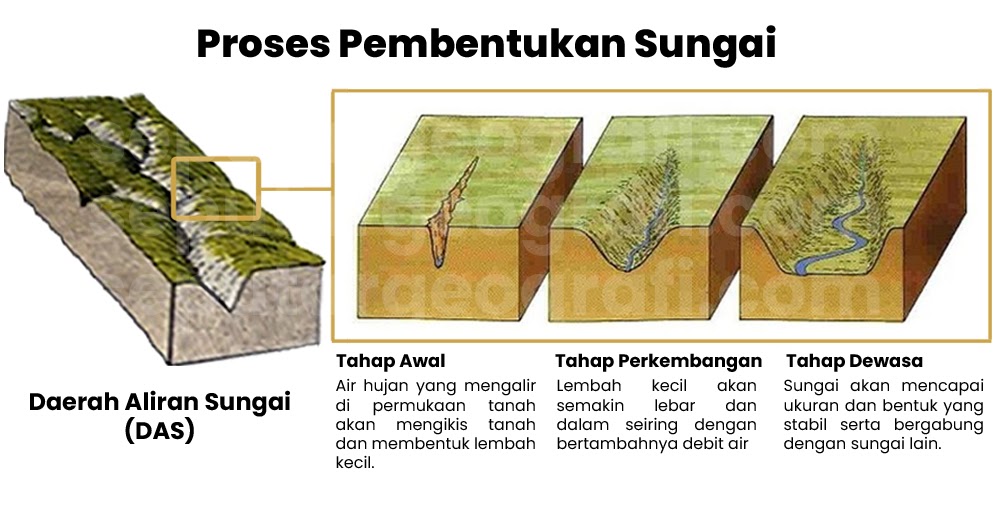 Proses Pembentukan Sungai
Daerah Aliran Sungai
(DAS)
Tahap Awal
Air hujan yang mengalir
di permukaan tanah
akan mengikis tanah
dan membentuk lembah
kecil.
Tahap Perkembangan
Lembah kecil akan
semakin lebar dan
dalam seiring dengan
bertambahnya debit air
Tahap Dewasa
Sungai akan mencapai
ukuran dan bentuk yang
stabil serta bergabung
dengan sungai lain.